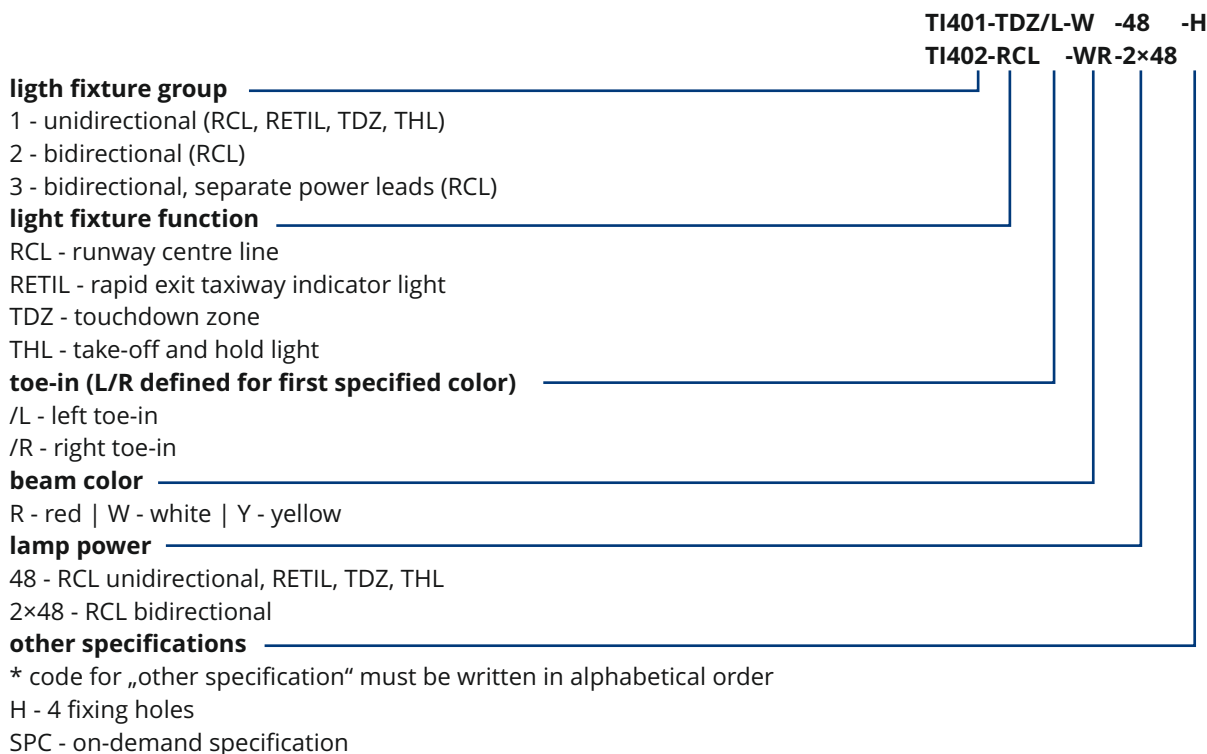 TI401-TDZ/L-W -48 -H
TI402-RCL -WR-2×48
ligth fixture group
1 - unidirectional (RCL, RETIL, TDZ, THL)
2 - bidirectional (RCL)
3 - bidirectional, separate power leads (RCL)
light fixture function
RCL - runway centre line
RETIL - rapid exit taxiway indicator light
TDZ - touchdown zone
THL - take-off and hold light
toe-in (L/R defined for first specified color)
/L - left toe-in
/R - right toe-in
beam color
R - red | W - white | Y - yellow
lamp power
48 - RCL unidirectional, RETIL, TDZ, THL
2×48 - RCL bidirectional
other specifications
* code for „other specification“ must be written in alphabetical order
H - 4 fixing holes
SPC - on-demand specification